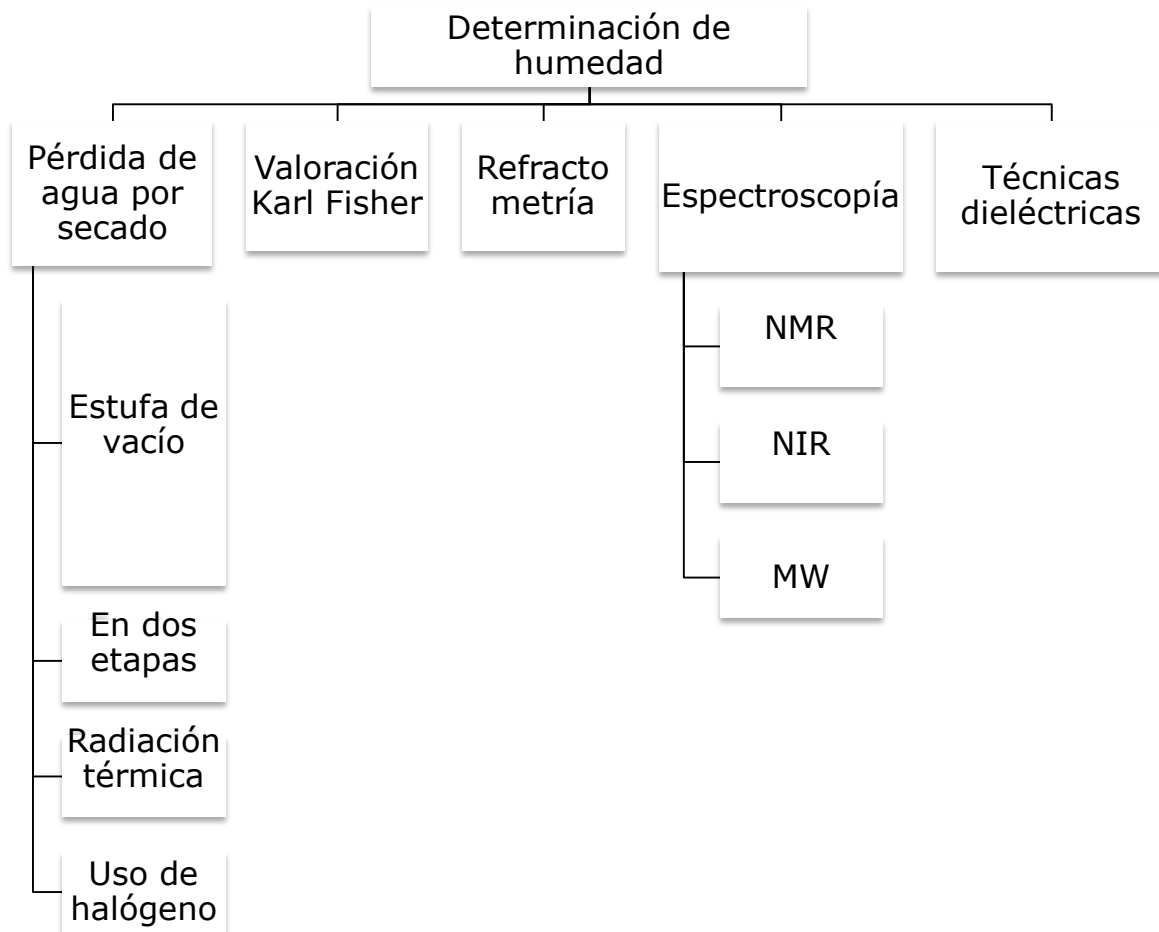 Determinación de
humedad
Pérdida de
agua por
secado
Valoración
Karl Fisher
Refracto
metría
Espectroscopía
Técnicas
dieléctricas
Estufa de
vacío
En dos
etapas
Radiación
térmica
Uso de
halógeno
NMR
NIR
MW